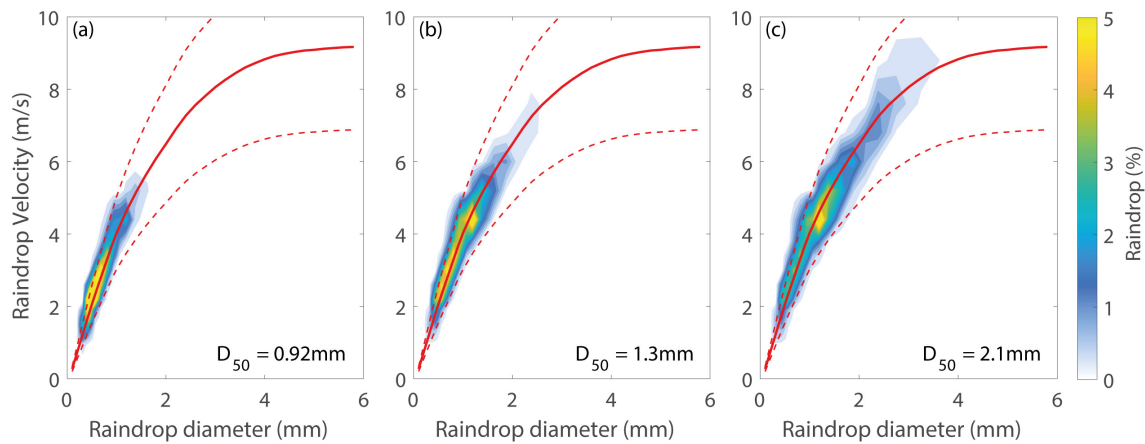 (a)
(b)
(c)
10
8
6
4
2
0
Raindrop Velocity (m/s)
D50 = 0.92mm
0 2 4 6
Raindrop diameter (mm)
10
8
6
4
2
0
D50 = 1.3mm
0 2 4 6
Raindrop diameter (mm)
10
8
6
4
2
0
D50 = 2.1mm
0 2 4 6
Raindrop diameter (mm)
5
4
3
2
1
0
Raindrop (%)